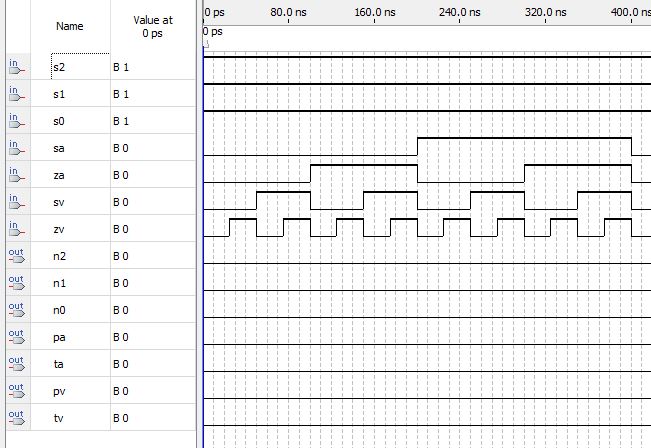 Name
Value at
0 ps
0 ps
80.0 ns
160.0 ns
240.0 ns
320.0 ns
400.0 n
0 ps
in
s2
B 1
in
s1
B 1
in
s0
B 1
in
sa
B 0
in
za
B 0
in
sv
B 0
in
zv
B 0
out
n2
B 0
out
n1
B 0
out
n0
B 0
out
pa
B 0
out
ta
B 0
out
pv
B 0
out
tv
B 0